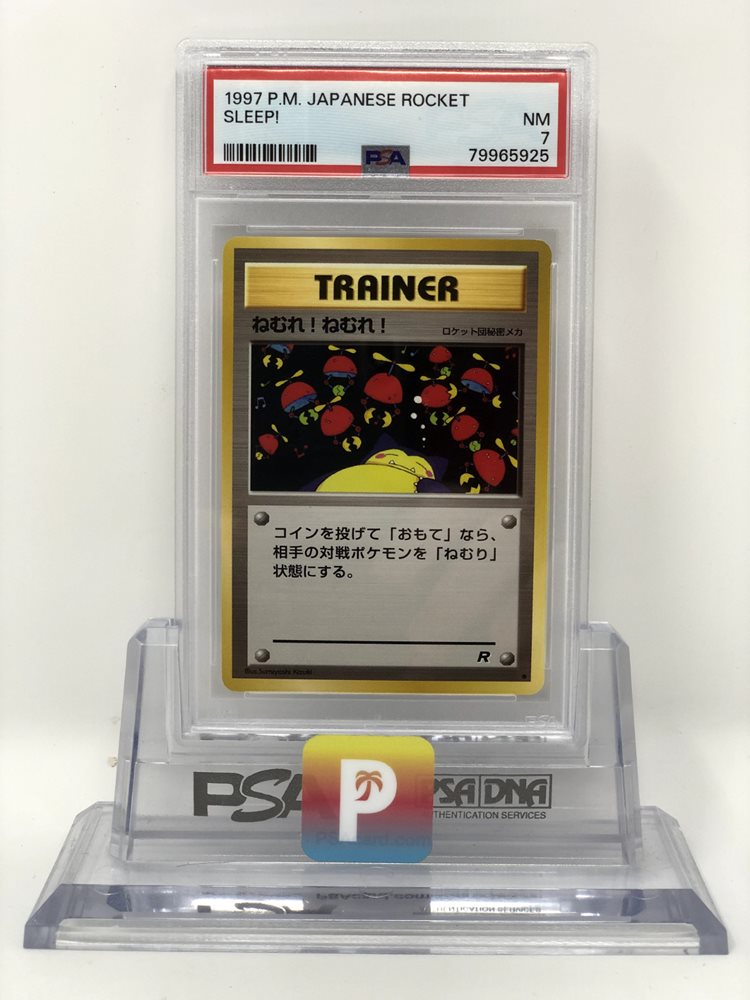 1997 P.M. JAPANESE ROCKET
SLEEP!
NM
7
PSA
79965925
TRAINER
ねむれ！ねむれ！
ロケット団秘密メカ
コインを投げて「おもて」なら、
相手の対戦ポケモンを「ねむり」
状態にする。
R
Illus. Sumiyoshi Kizuki
PSA
P
PSA DNA
AUTHENTICATION SERVICES